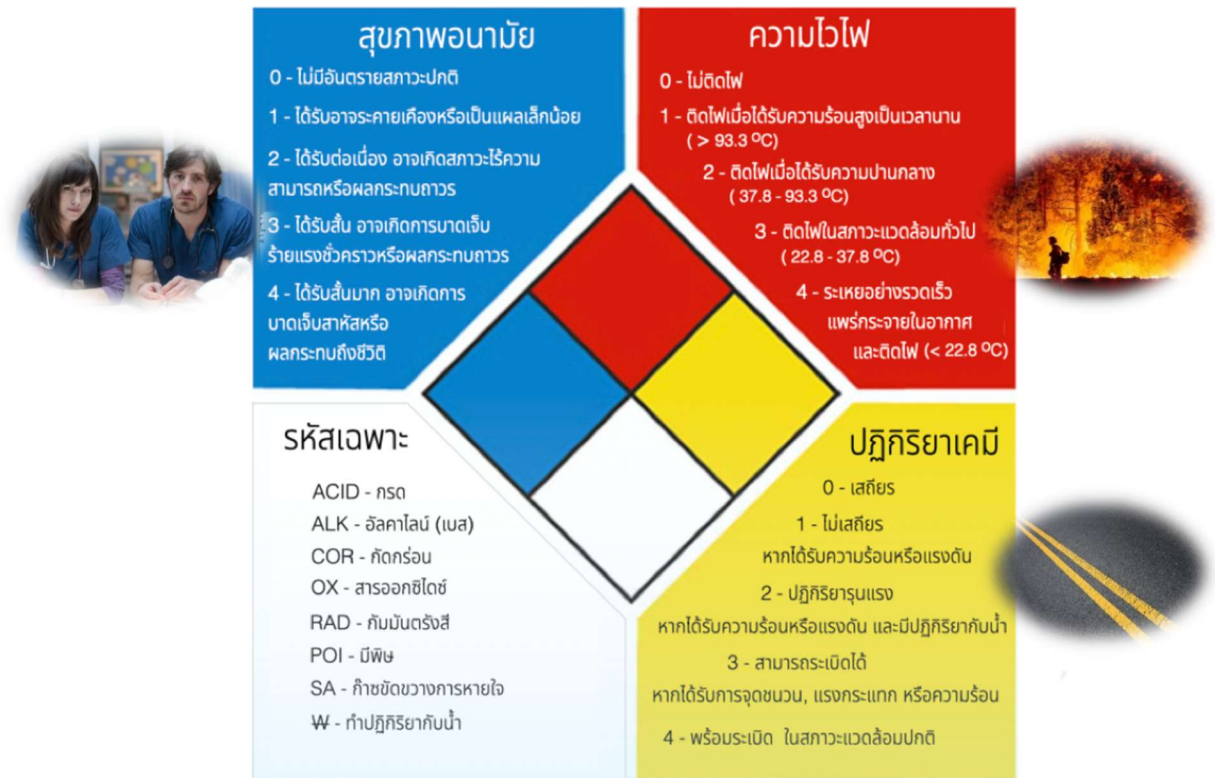 สุขภาพอนามัย
0 - ไม่มีอันตรายสภาวะปกติ
1 - ได้รับอาจระคายเคืองหรือเป็นแผลเล็กน้อย
2 - ได้รับต่อเนื่อง อาจเกิดสภาวะไร้ความ
สามารถหรือผลกระทบถาวร
3 - ได้รับสั้น อาจเกิดการบาดเจ็บ
ร้ายแรงชั่วคราวหรือผลกระทบถาวร
4 - ได้รับสั้นมาก อาจเกิดการ
บาดเจ็บสาหัสหรือ
ผลกระทบถึงชีวิติ
ความไวไฟ
0 - ไม่ติดไฟ
1 - ติดไฟเมื่อได้รับความร้อนสูงเป็นเวลานาน
( > 93.3 ºC)
2 - ติดไฟเมื่อได้รับความปานกลาง
( 37.8 - 93.3 ºC)
3 - ติดไฟในสภาวะแวดล้อมทั่วไป
( 22.8 - 37.8 ºC)
4 - ระเหยอย่างรวดเร็ว
แพร่กระจายในอากาศ
และติดไฟ (< 22.8 ºC)
รหัสเฉพาะ
ACID - กรด
ALK - อัลคาไลน์ (เบส)
COR - กัดกร่อน
OX - สารออกซิไดซ์
RAD - กัมมันตรังสี
POI - มีพิษ
SA - ก๊าซขัดขวางการหายใจ
W̶ - ทำปฏิกิริยากับน้ำ
ปฏิกิริยาเคมี
0 - เสถียร
1 - ไม่เสถียร
หากได้รับความร้อนหรือแรงดัน
2 - ปฏิกิริยารุนแรง
หากได้รับความร้อนหรือแรงดัน และมีปฏิกิริยากับน้ำ
3 - สามารถระเบิดได้
หากได้รับการจุดชนวน, แรงกระแทก หรือความร้อน
4 - พร้อมระเบิด ในสภาวะแวดล้อมปกติ